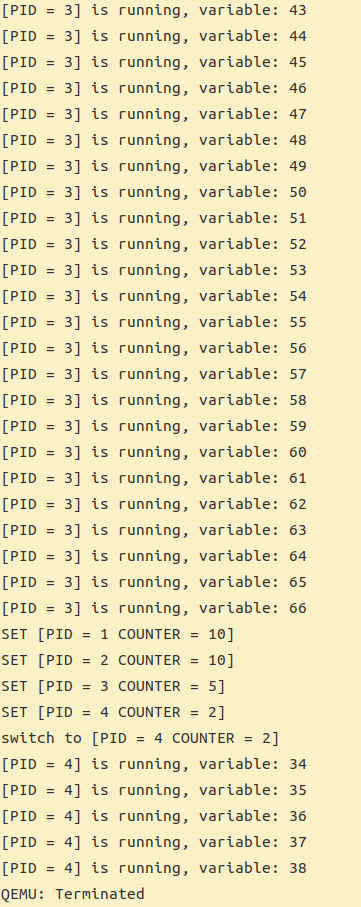 [PID = 3] is running, variable: 43
[PID = 3] is running, variable: 44
[PID = 3] is running, variable: 45
[PID = 3] is running, variable: 46
[PID = 3] is running, variable: 47
[PID = 3] is running, variable: 48
[PID = 3] is running, variable: 49
[PID = 3] is running, variable: 50
[PID = 3] is running, variable: 51
[PID = 3] is running, variable: 52
[PID = 3] is running, variable: 53
[PID = 3] is running, variable: 54
[PID = 3] is running, variable: 55
[PID = 3] is running, variable: 56
[PID = 3] is running, variable: 57
[PID = 3] is running, variable: 58
[PID = 3] is running, variable: 59
[PID = 3] is running, variable: 60
[PID = 3] is running, variable: 61
[PID = 3] is running, variable: 62
[PID = 3] is running, variable: 63
[PID = 3] is running, variable: 64
[PID = 3] is running, variable: 65
[PID = 3] is running, variable: 66
SET [PID = 1 COUNTER = 10]
SET [PID = 2 COUNTER = 10]
SET [PID = 3 COUNTER = 5]
SET [PID = 4 COUNTER = 2]
switch to [PID = 4 COUNTER = 2]
[PID = 4] is running, variable: 34
[PID = 4] is running, variable: 35
[PID = 4] is running, variable: 36
[PID = 4] is running, variable: 37
[PID = 4] is running, variable: 38
QEMU: Terminated